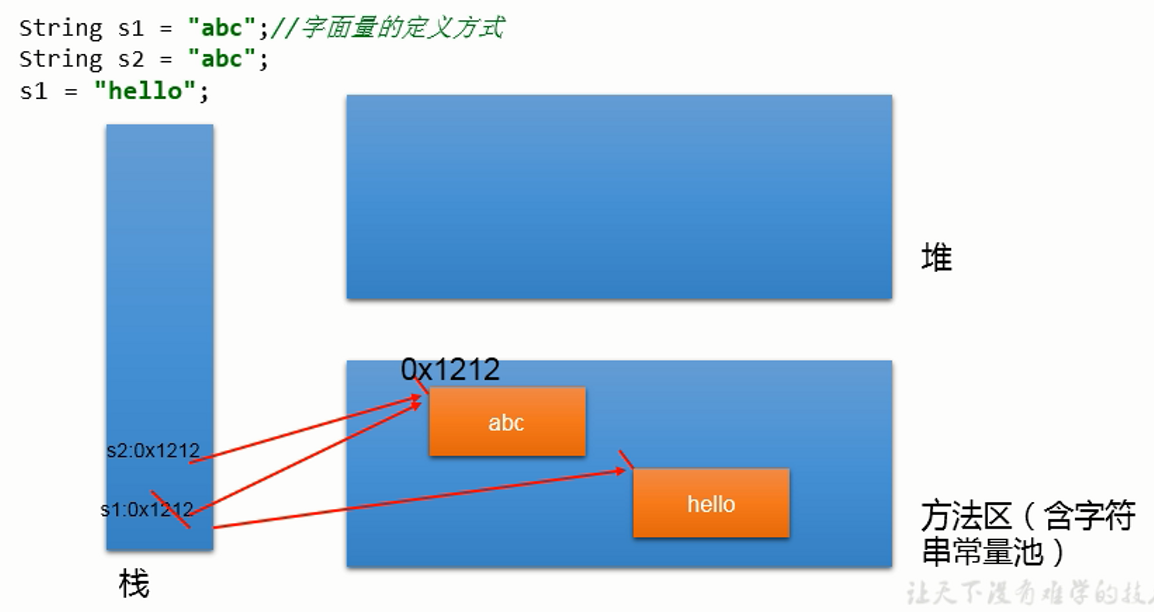 String s1 = "abc";//字面量的定义方式
String s2 = "abc";
s1 = "hello";
堆
0x1212
abc
s2:0x1212
hello
s1:0x1212
方法区（含字符
串常量池）
栈
让天下没有难学的技